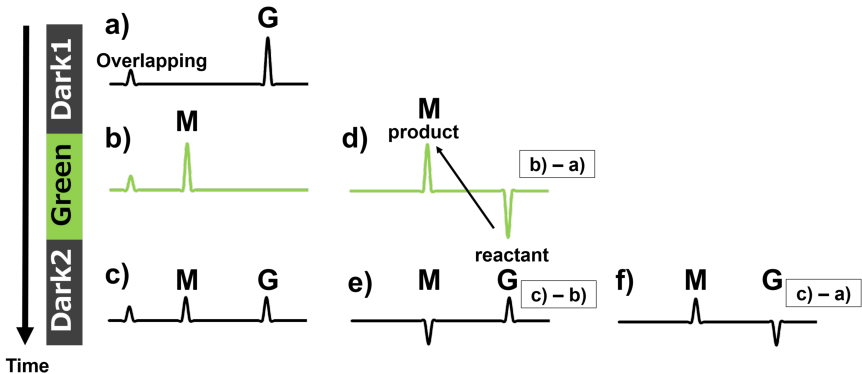 Dark1
Green
Dark2
Time
a)
Overlapping
G
b)
M
c)
M
G
d)
M
product
reactant
b) – a)
e)
M
G
c) – b)
f)
M
G
c) – a)